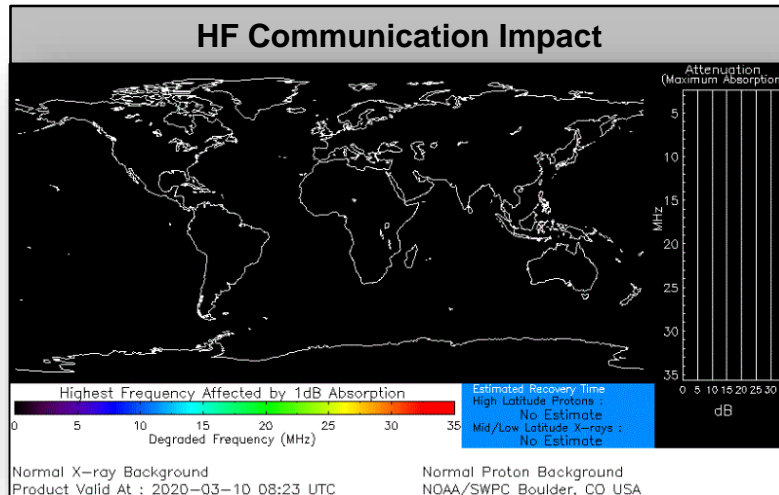 HF Communication Impact
Attenuation
(Maximum Absorption
5
10
15
20
25
30
35
MHz
0 5 10 15 20 25 30
dB
Highest Frequency Affected by 1dB Absorption
0 5 10 15 20 25 30 35
Degraded Frequency (MHz)
Estimated Recovery Time
High Latitude Protons :
No Estimate
Mid/Low Latitude X-rays :
No Estimate
Normal X-ray Background
Product Valid At : 2020-03-10 08:23 UTC
Normal Proton Background
NOAA/SWPC Boulder, CO USA